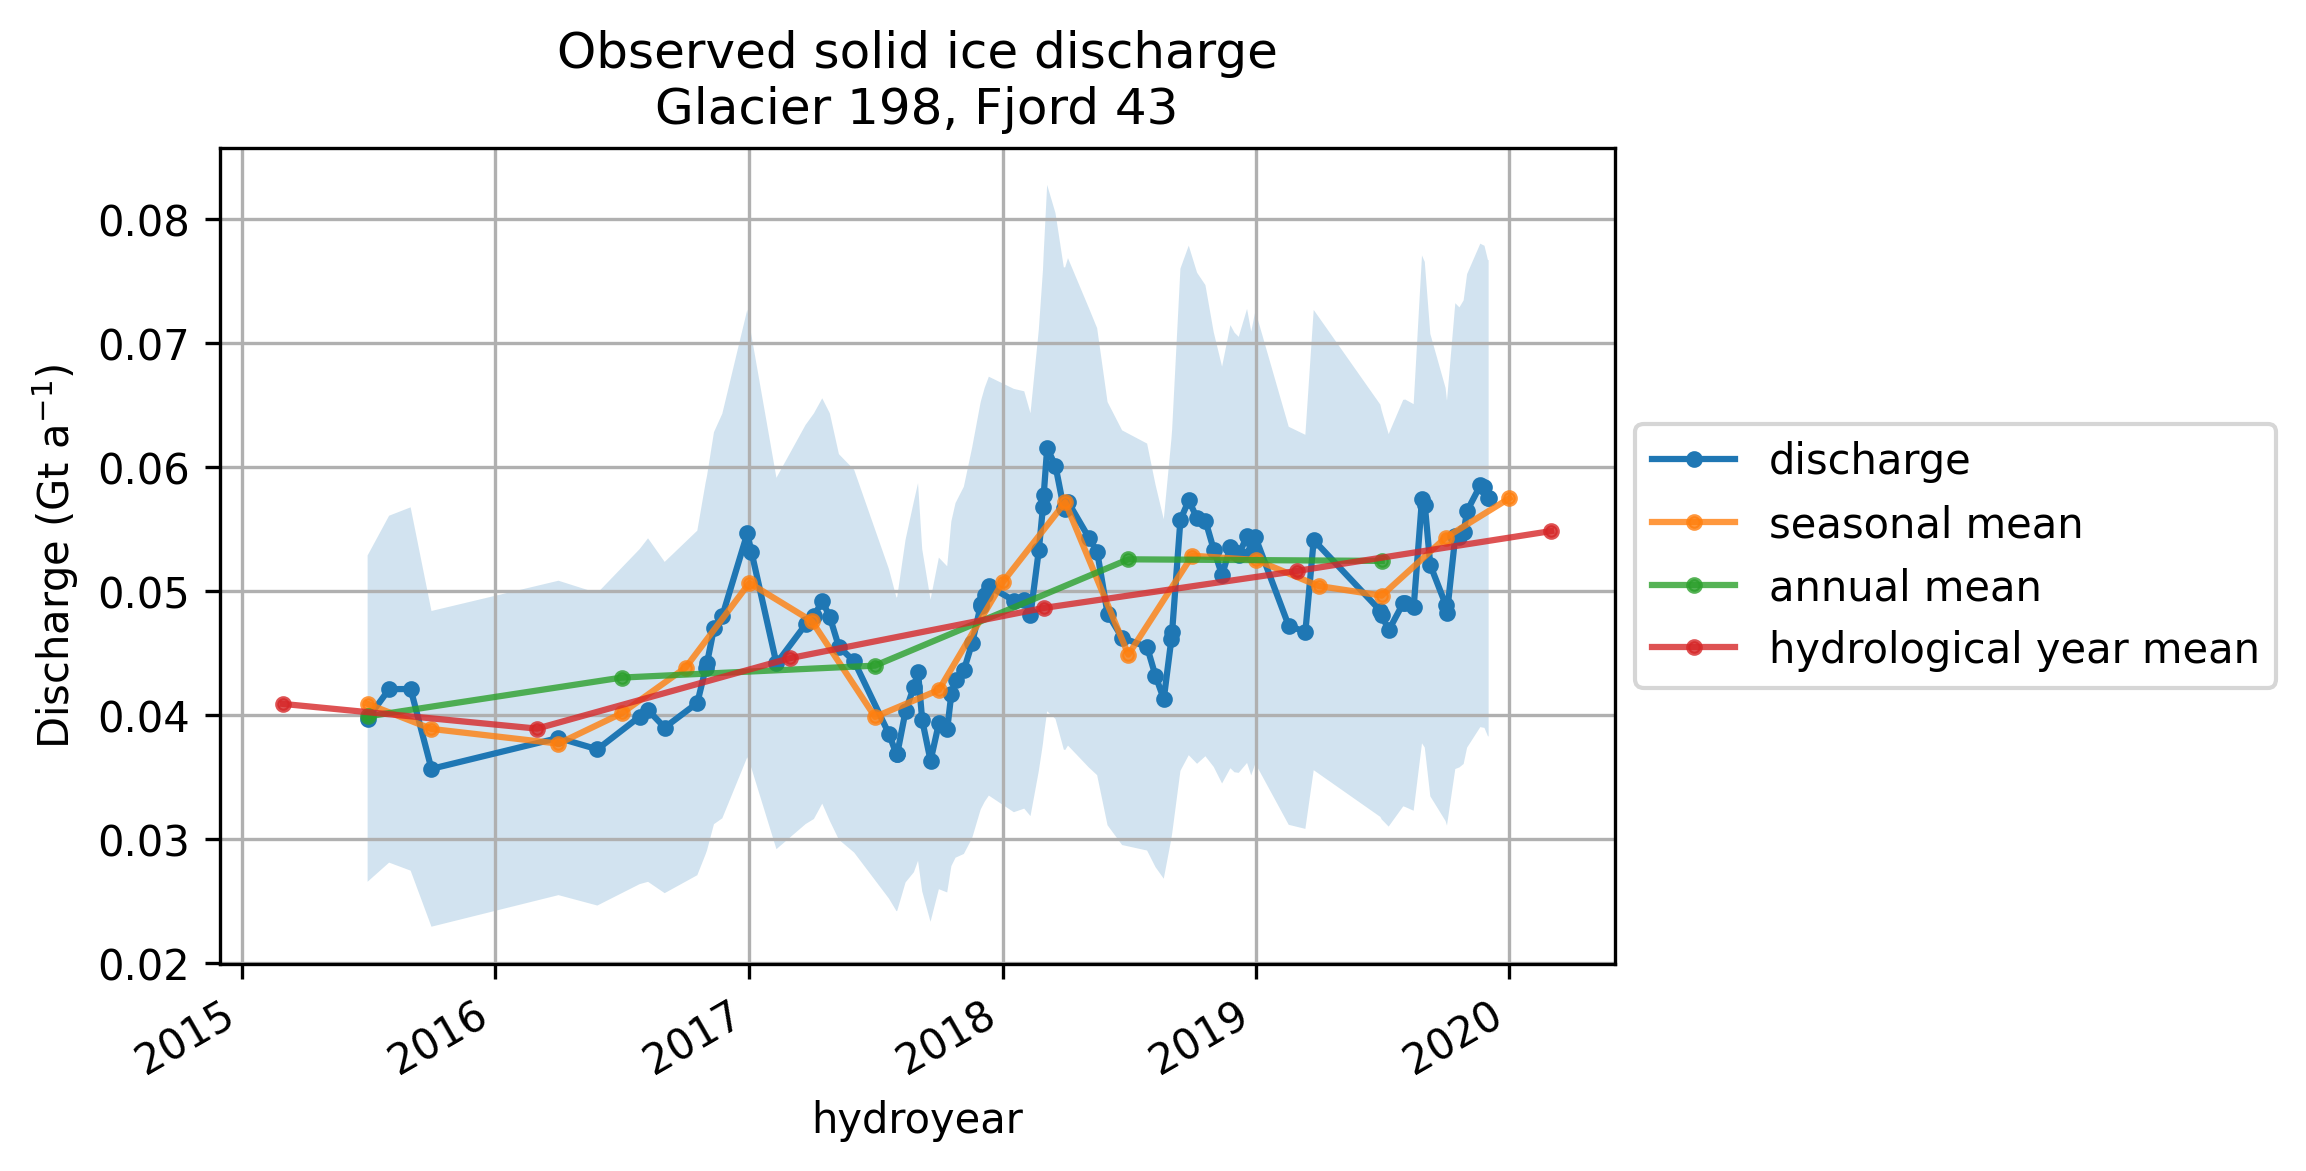 Observed solid ice discharge
Glacier 198, Fjord 43
Discharge (Gt a⁻¹)
0.08
0.07
0.06
0.05
0.04
0.03
0.02
2015
2016
2017
2018
2019
2020
hydroyear
discharge
seasonal mean
annual mean
hydrological year mean